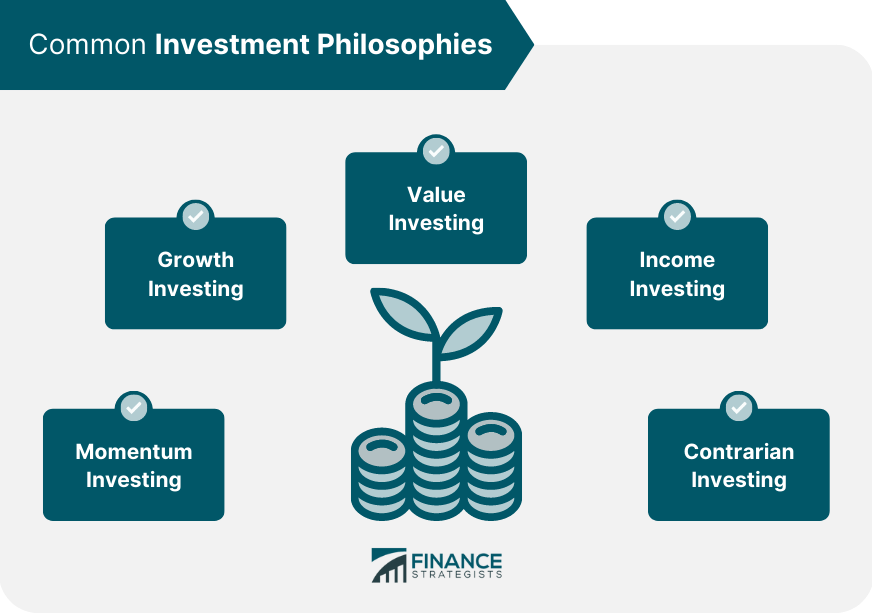 Common Investment Philosophies
Value
Investing
Growth
Investing
Income
Investing
Momentum
Investing
Contrarian
Investing
FINANCE
STRATEGISTS